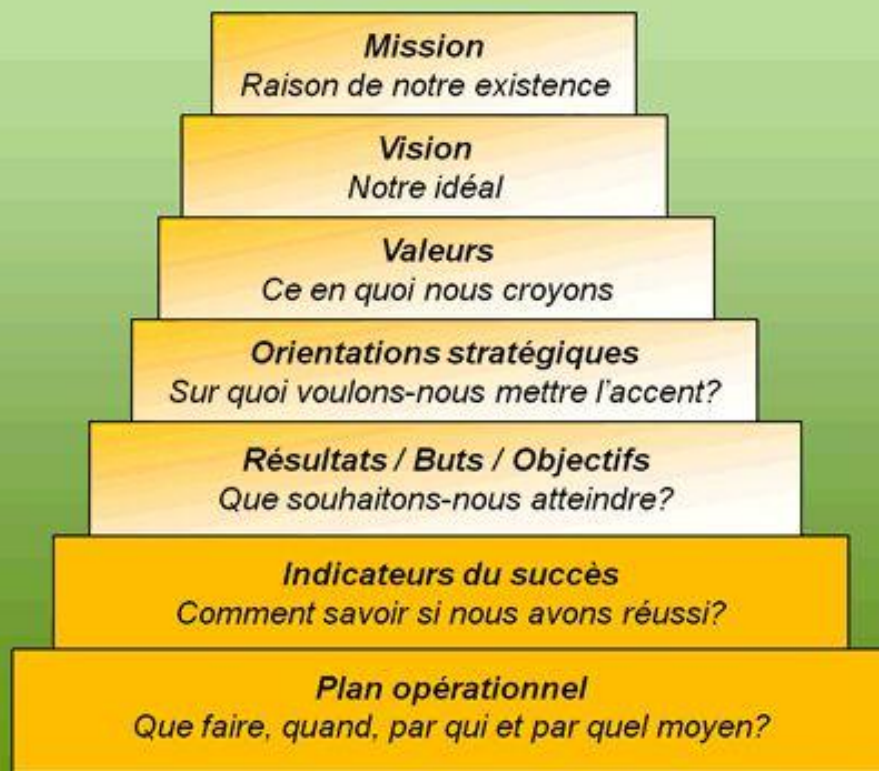 Mission
Raison de notre existence
Vision
Notre idéal
Valeurs
Ce en quoi nous croyons
Orientations stratégiques
Sur quoi voulons-nous mettre l'accent?
Résultats / Buts / Objectifs
Que souhaitons-nous atteindre?
Indicateurs du succès
Comment savoir si nous avons réussi?
Plan opérationnel
Que faire, quand, par qui et par quel moyen?